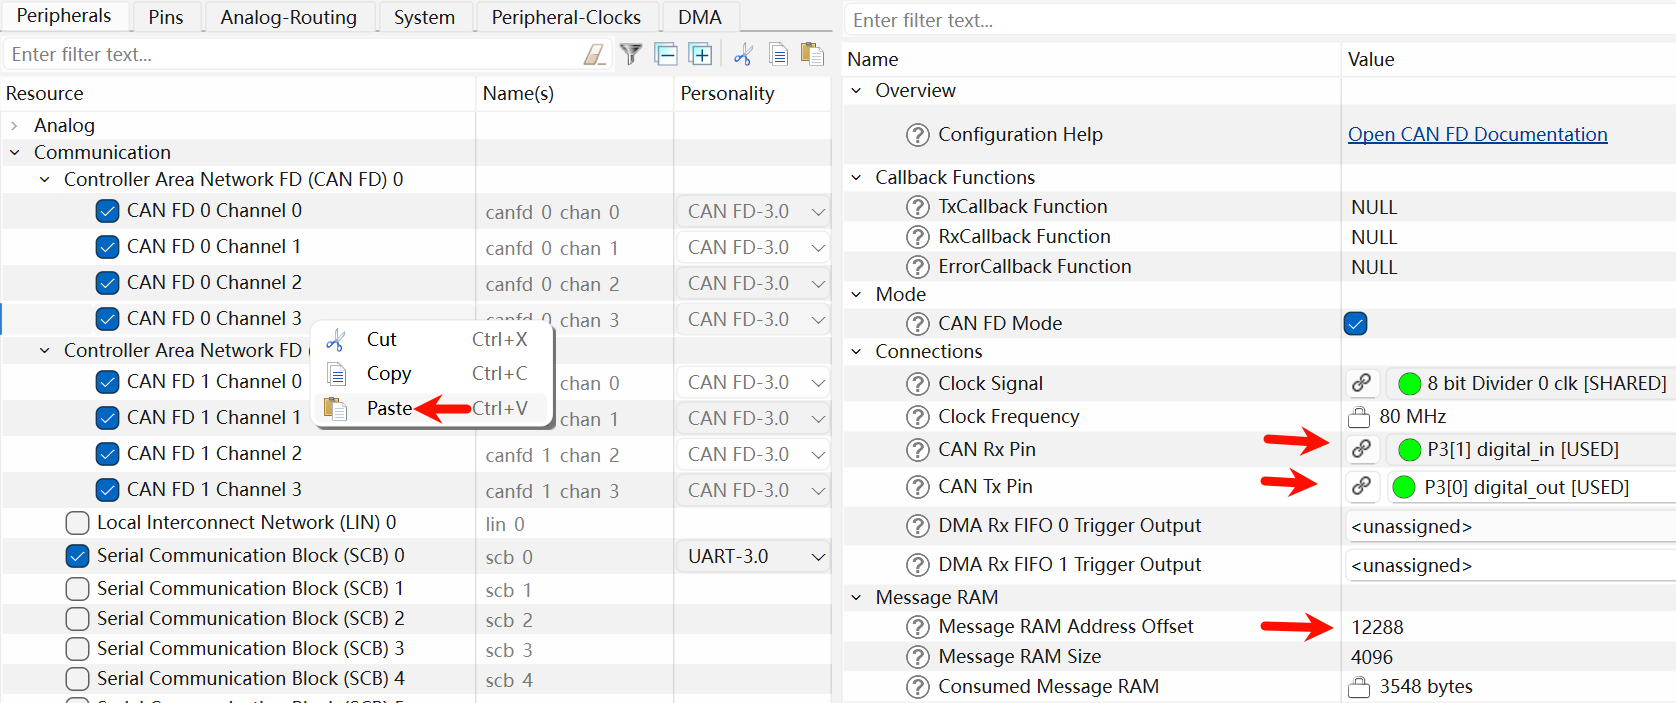 Peripherals Pins Analog-Routing System Peripheral-Clocks DMA
Enter filter text...
Resource Name(s) Personality
Analog
Communication
Controller Area Network FD (CAN FD) 0
CAN FD 0 Channel 0 canfd 0 chan 0 CAN FD-3.0
CAN FD 0 Channel 1 canfd 0 chan 1 CAN FD-3.0
CAN FD 0 Channel 2 canfd 0 chan 2 CAN FD-3.0
CAN FD 0 Channel 3 0 chan 3 CAN FD-3.0
Controller Area Network FD (
CAN FD 1 Channel 0 chan 0 CAN FD-3.0
CAN FD 1 Channel 1 chan 1 CAN FD-3.0
CAN FD 1 Channel 2 canfd 1 chan 2 CAN FD-3.0
CAN FD 1 Channel 3 canfd 1 chan 3 CAN FD-3.0
Local Interconnect Network (LIN) 0 lin 0
Serial Communication Block (SCB) 0 scb 0 UART-3.0
Serial Communication Block (SCB) 1 scb 1
Serial Communication Block (SCB) 2 scb 2
Serial Communication Block (SCB) 3 scb 3
Serial Communication Block (SCB) 4 scb 4
Cut Ctrl+X
Copy Ctrl+C
Paste Ctrl+V
Enter filter text...
Name Value
Overview
Configuration Help Open CAN FD Documentation
Callback Functions
TxCallback Function NULL
RxCallback Function NULL
ErrorCallback Function NULL
Mode
CAN FD Mode
Connections
Clock Signal 8 bit Divider 0 clk [SHARED]
Clock Frequency 80 MHz
CAN Rx Pin P3[1] digital_in [USED]
CAN Tx Pin P3[0] digital_out [USED]
DMA Rx FIFO 0 Trigger Output <unassigned>
DMA Rx FIFO 1 Trigger Output <unassigned>
Message RAM
Message RAM Address Offset 12288
Message RAM Size 4096
Consumed Message RAM 3548 bytes